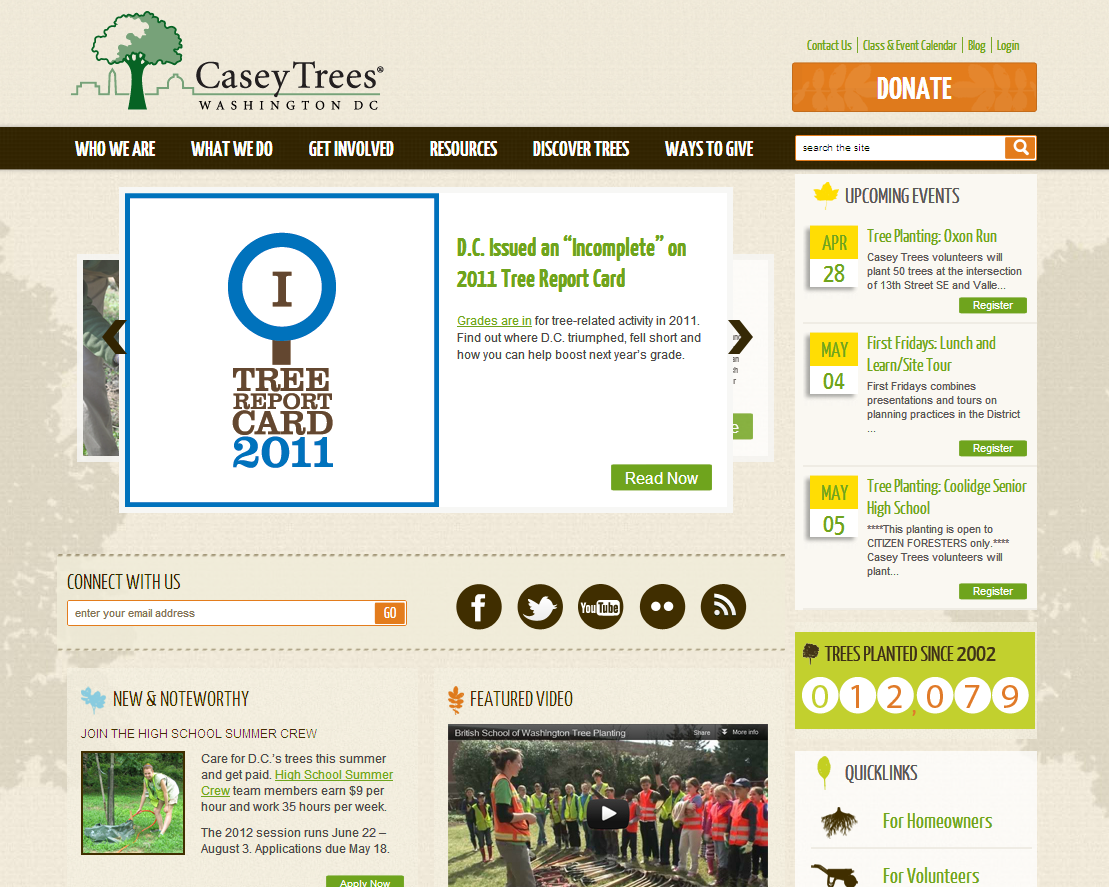 Casey Trees®
WASHINGTON DC
Contact Us | Class & Event Calendar | Blog | Login
DONATE
WHO WE ARE WHAT WE DO GET INVOLVED RESOURCES DISCOVER TREES WAYS TO GIVE
search the site
I
TREE
REPORT
CARD
2011
D.C. Issued an “Incomplete” on
2011 Tree Report Card
Grades are in for tree-related activity in 2011.
Find out where D.C. triumphed, fell short and
how you can help boost next year's grade.
Read Now
UPCOMING EVENTS
APR
28
Tree Planting: Oxon Run
Casey Trees volunteers will
plant 50 trees at the intersection
of 13th Street SE and Valle...
Register
MAY
04
First Fridays: Lunch and
Learn/Site Tour
First Fridays combines
presentations and tours on
planning practices in the District
...
Register
MAY
05
Tree Planting: Coolidge Senior
High School
****This planting is open to
CITIZEN FORESTERS only.****
Casey Trees volunteers will
plant...
Register
CONNECT WITH US
enter your email address GO
f
You Tube
TREES PLANTED SINCE 2002
012,079
NEW & NOTEWORTHY
JOIN THE HIGH SCHOOL SUMMER CREW
Care for D.C.'s trees this summer
and get paid. High School Summer
Crew team members earn $9 per
hour and work 35 hours per week.
The 2012 session runs June 22 –
August 3. Applications due May 18.
Apply Now
FEATURED VIDEO
British School of Washington Tree Planting Share More info
QUICKLINKS
For Homeowners
For Volunteers